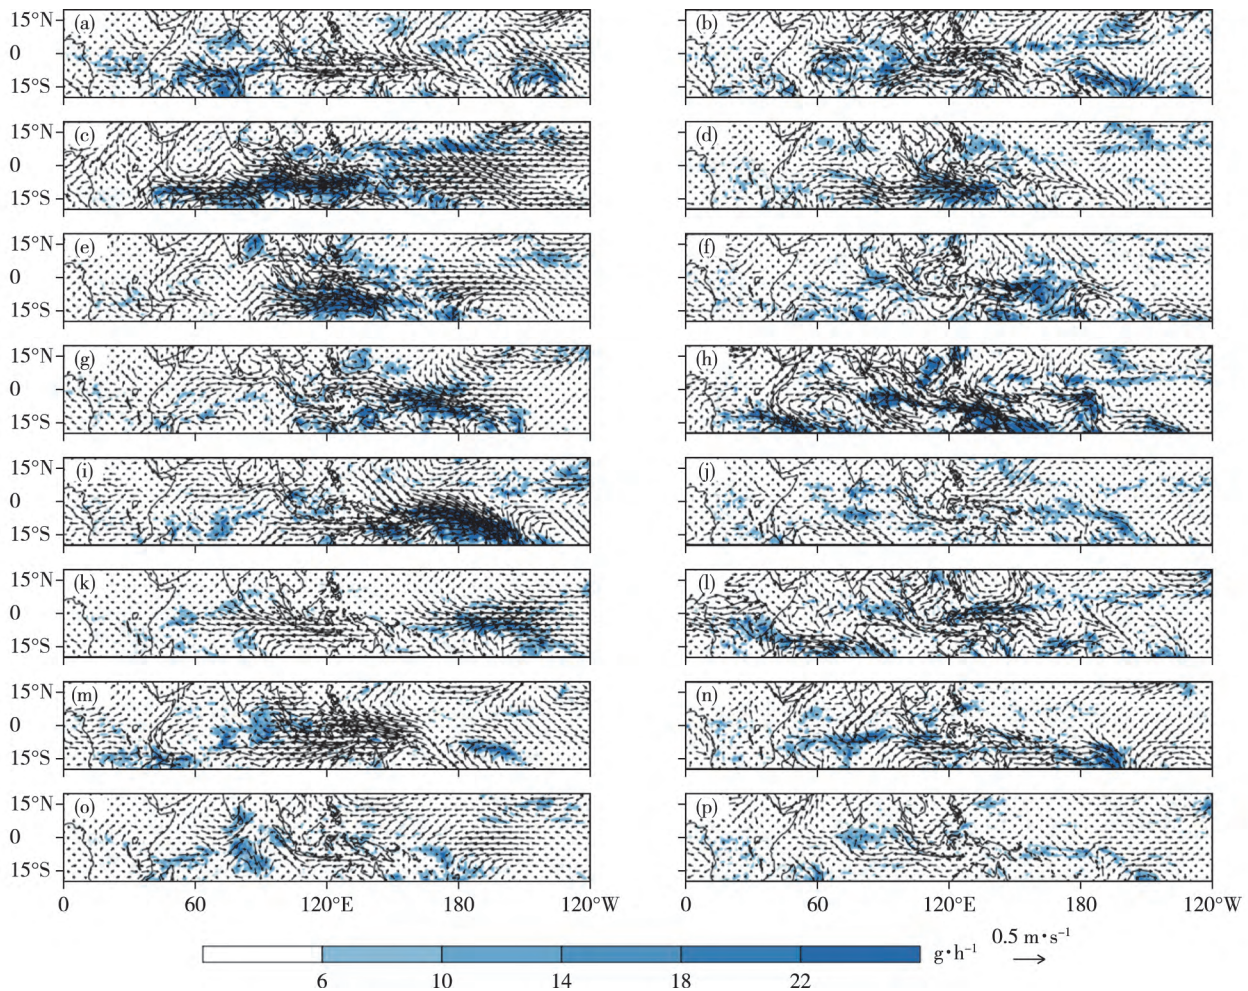 (a) (b)
15°N
0
15°S
(c) (d)
15°N
0
15°S
(e) (f)
15°N
0
15°S
(g) (h)
15°N
0
15°S
(i) (j)
15°N
0
15°S
(k) (l)
15°N
0
15°S
(m) (n)
15°N
0
15°S
(o) (p)
15°N
0
15°S
0 60 120°E 180 120°W 0 60 120°E 180 120°W
0.5 m·s⁻¹
g·h⁻¹
6 10 14 18 22